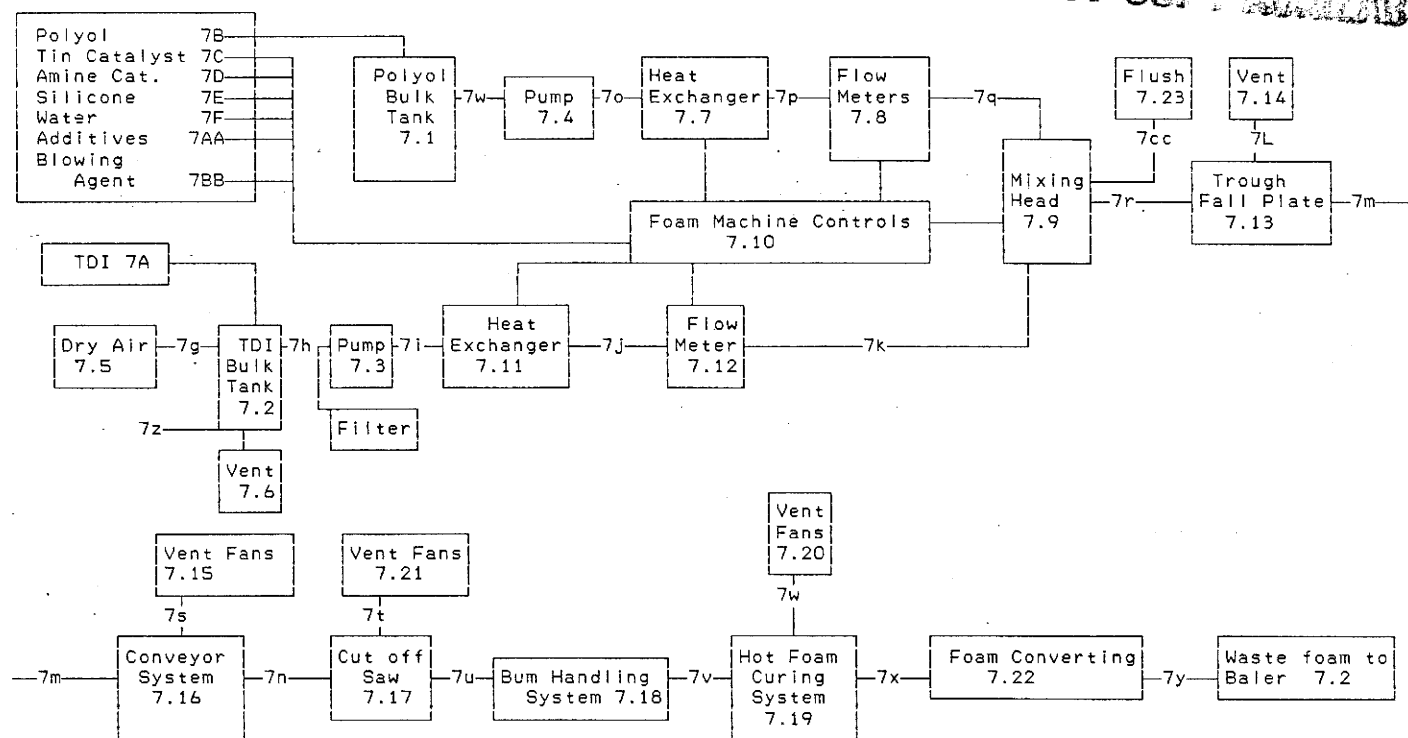 Polyol 7B
Tin Catalyst 7C
Amine Cat. 7D
Silicone 7E
Water 7F
Additives 7AA
Blowing
Agent 7BB
Polyol
Bulk
Tank
7.1
7w
Pump
7.4
7o
Heat
Exchanger
7.7
7p
Flow
Meters
7.8
7q
Flush
7.23
7cc
Vent
7.14
7L
Mixing
Head
7.9
7r
Trough
Fall Plate
7.13
7m
Foam Machine Controls
7.10
TDI 7A
Dry Air
7.5
7g
TDI
Bulk
Tank
7.2
7h
Pump
7.3
7i
Heat
Exchanger
7.11
7j
Flow
Meter
7.12
7k
7z
Filter
Vent
7.6
Vent Fans
7.15
7s
Vent Fans
7.21
7t
Vent
Fans
7.20
7w
7m
Conveyor
System
7.16
7n
Cut off
Saw
7.17
7u
Bum Handling
System 7.18
7v
Hot Foam
Curing
System
7.19
7x
Foam Converting
7.22
7y
Waste foam to
Baler 7.2